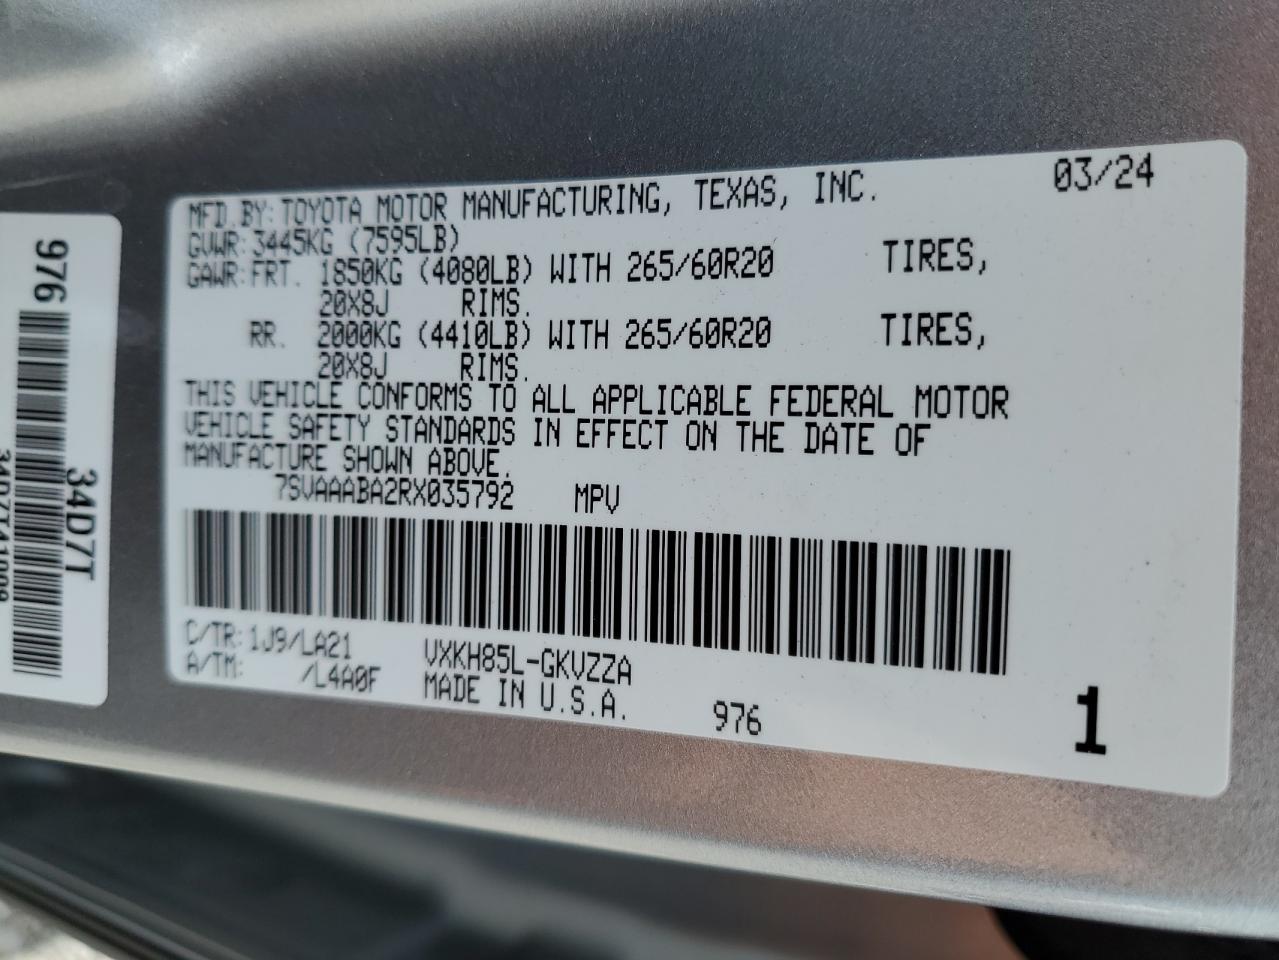 MFD. BY: TOYOTA MOTOR MANUFACTURING, TEXAS, INC. 03/24
GVWR: 3445KG (7595LB)
GAWR: FRT. 1850KG (4080LB) WITH 265/60R20 TIRES,
20X8J RIMS.
RR. 2000KG (4410LB) WITH 265/60R20 TIRES,
20X8J RIMS.
THIS VEHICLE CONFORMS TO ALL APPLICABLE FEDERAL MOTOR
VEHICLE SAFETY STANDARDS IN EFFECT ON THE DATE OF
MANUFACTURE SHOWN ABOVE.
7SVAAABA2RX035792 MPV
C/TR: 1J9/LA21 VXKH85L-GKVZZA
A/TM: /L4A0F MADE IN U.S.A. 976 1
976
34D7T